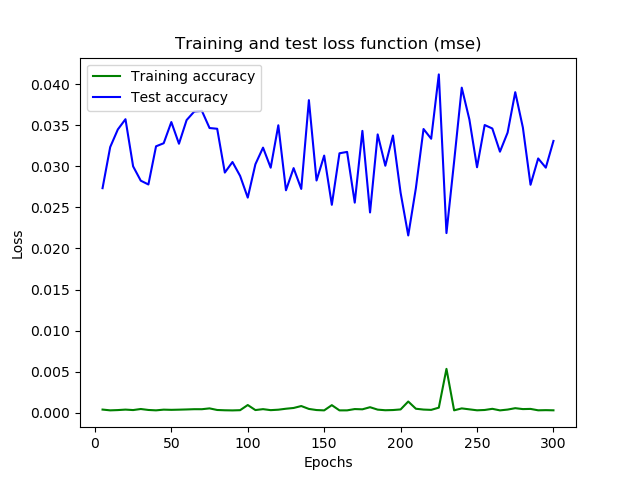 Training and test loss function (mse)
Training accuracy
Test accuracy
0.040
0.035
0.030
0.025
0.020
0.015
0.010
0.005
0.000
Loss
0 50 100 150 200 250 300
Epochs